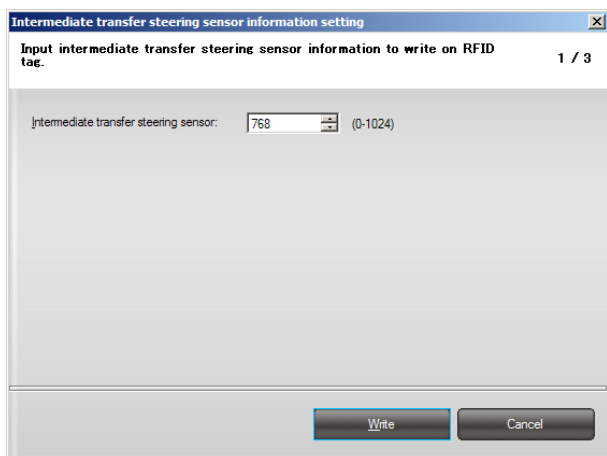 Intermediate transfer steering sensor information setting
Input intermediate transfer steering sensor information to write on RFID
tag.
1 / 3
Intermediate transfer steering sensor: 768 (0-1024)
Write Cancel